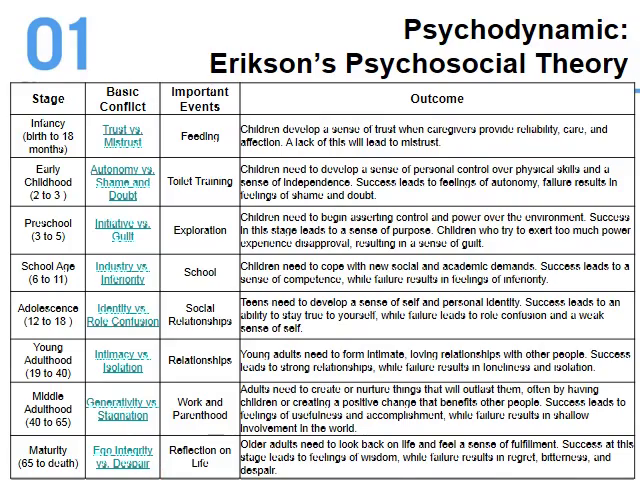 01
Psychodynamic:
Erikson's Psychosocial Theory
Stage
Basic
Conflict
Important
Events
Outcome
Infancy
(birth to 18
months)
Trust vs.
Mistrust
Feeding
Children develop a sense of trust when caregivers provide reliability, care, and
affection. A lack of this will lead to mistrust.
Early
Childhood
(2 to 3 )
Autonomy vs.
Shame and
Doubt
Toilet Training
Children need to develop a sense of personal control over physical skills and a
sense of independence. Success leads to feelings of autonomy, failure results in
feelings of shame and doubt.
Preschool
(3 to 5)
Initiative vs.
Guilt
Exploration
Children need to begin asserting control and power over the environment. Success
in this stage leads to a sense of purpose. Children who try to exert too much power
experience disapproval, resulting in a sense of guilt.
School Age
(6 to 11)
Industry vs.
Inferiority
School
Children need to cope with new social and academic demands. Success leads to a
sense of competence, while failure results in feelings of inferiority.
Adolescence
(12 to 18 )
Identity vs.
Role Confusion
Social
Relationships
Teens need to develop a sense of self and personal identity. Success leads to an
ability to stay true to yourself, while failure leads to role confusion and a weak
sense of self.
Young
Adulthood
(19 to 40)
Intimacy vs.
Isolation
Relationships
Young adults need to form intimate, loving relationships with other people. Success
leads to strong relationships, while failure results in loneliness and isolation.
Middle
Adulthood
(40 to 65)
Generativity vs.
Stagnation
Work and
Parenthood
Adults need to create or nurture things that will outlast them, often by having
children or creating a positive change that benefits other people. Success leads to
feelings of usefulness and accomplishment, while failure results in shallow
involvement in the world.
Maturity
(65 to death)
Ego Integrity
vs. Despair
Reflection on
Life
Older adults need to look back on life and feel a sense of fulfillment. Success at this
stage leads to feelings of wisdom, while failure results in regret, bitterness, and
despair.